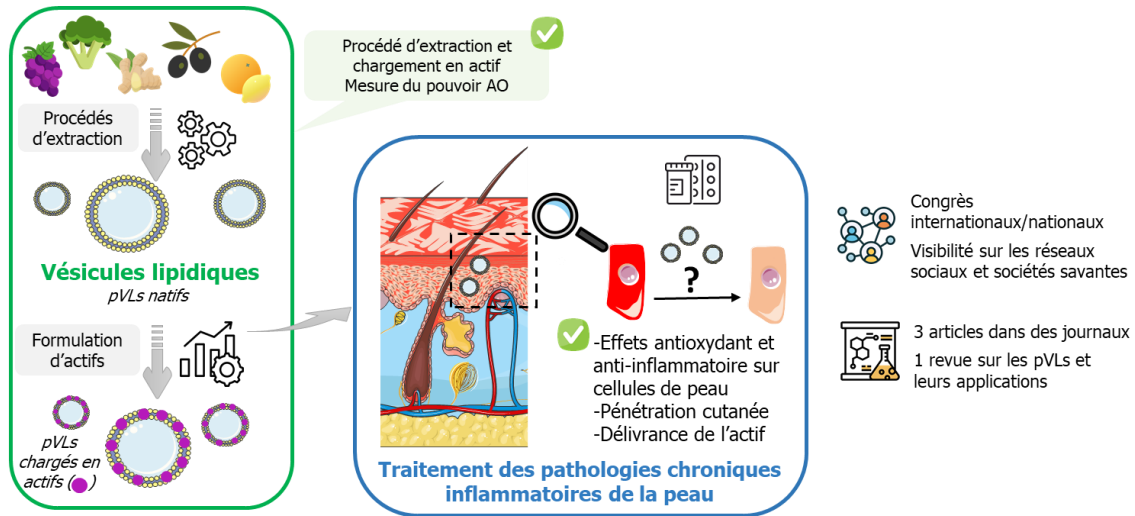 Procédé d'extraction et
chargement en actif
Mesure du pouvoir AO
Procédés
d'extraction
Vésicules lipidiques
pVLs natifs
Formulation
d'actifs
pVLs
chargés en
actifs ( )
?
-Effets antioxydant et
anti-inflammatoire sur
cellules de peau
-Pénétration cutanée
-Délivrance de l'actif
Traitement des pathologies chroniques
inflammatoires de la peau
Congrès
internationaux/nationaux
Visibilité sur les réseaux
sociaux et sociétés savantes
3 articles dans des journaux
1 revue sur les pVLs et
leurs applications